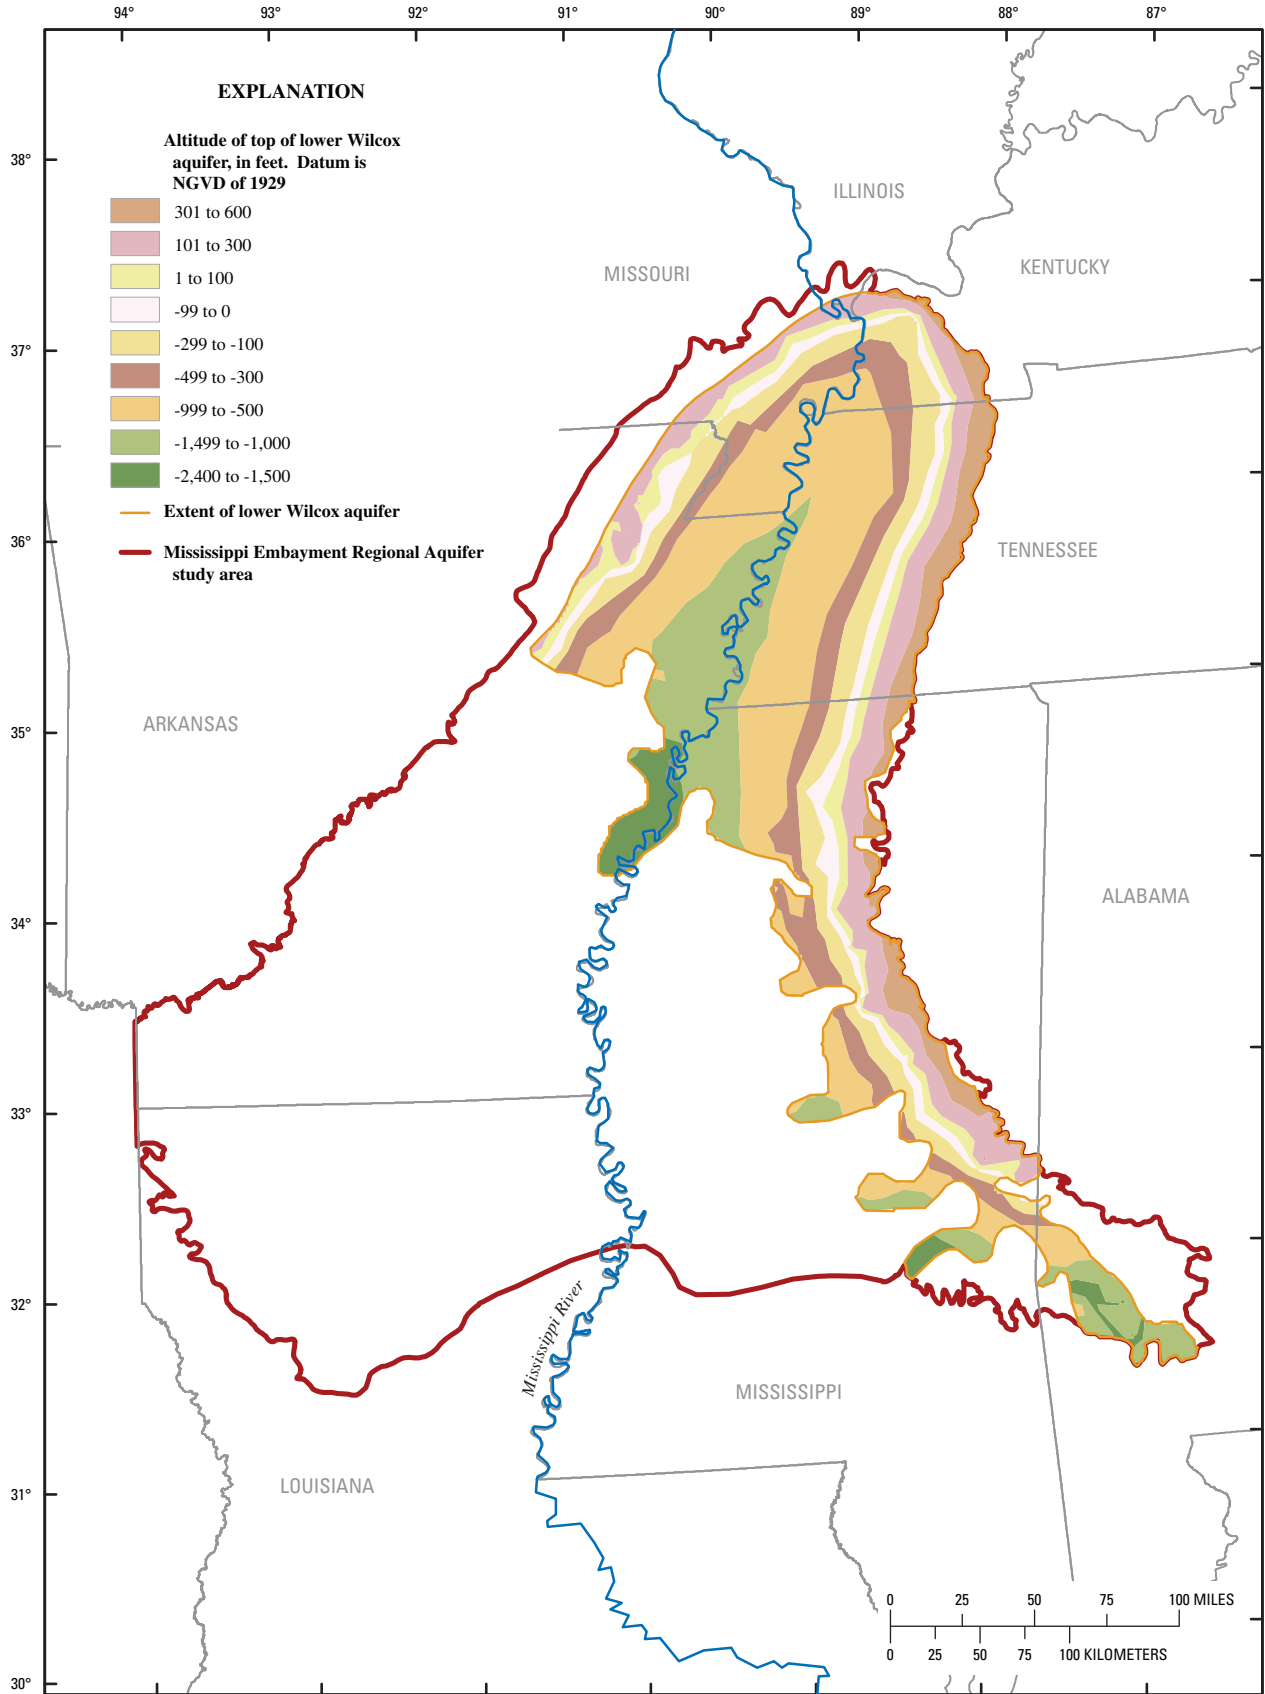 94° 93° 92° 91° 90° 89° 88° 87°
EXPLANATION
Altitude of top of lower Wilcox
aquifer, in feet. Datum is
NGVD of 1929
301 to 600
101 to 300
1 to 100
-99 to 0
-299 to -100
-499 to -300
-999 to -500
-1,499 to -1,000
-2,400 to -1,500
Extent of lower Wilcox aquifer
Mississippi Embayment Regional Aquifer
study area
38°
37°
36°
35°
34°
33°
32°
31°
30°
ILLINOIS
MISSOURI
KENTUCKY
TENNESSEE
ARKANSAS
ALABAMA
Mississippi River
MISSISSIPPI
LOUISIANA
0 25 50 75 100 MILES
0 25 50 75 100 KILOMETERS